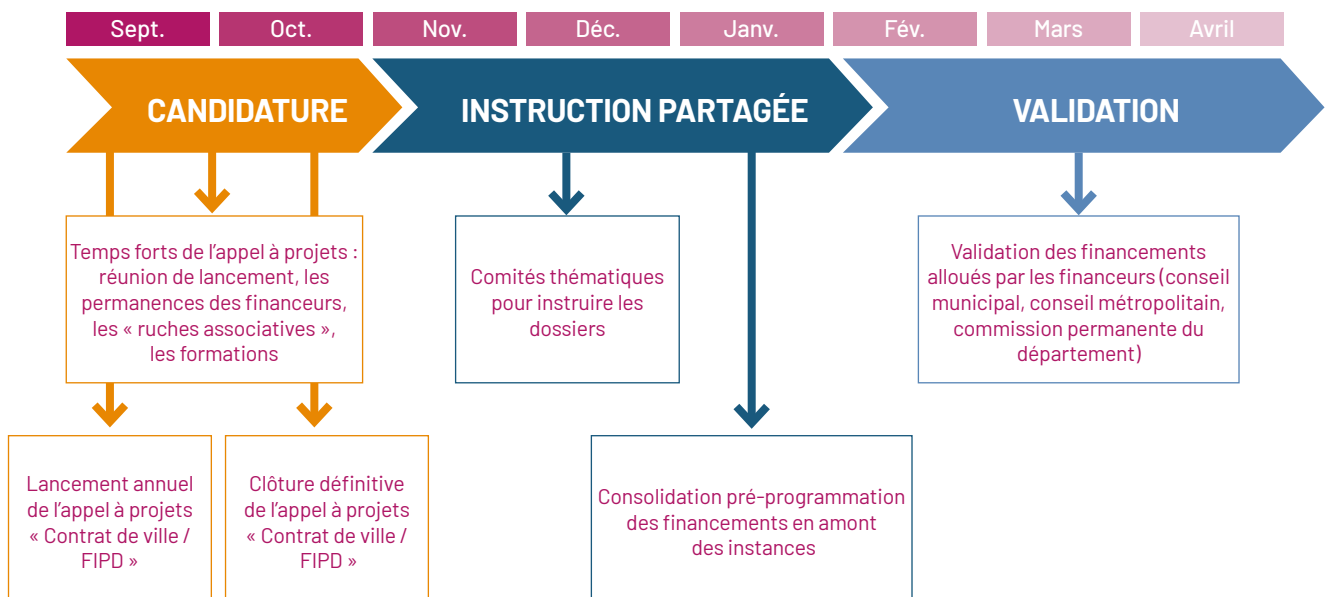 Sept. Oct. Nov. Déc. Janv. Fév. Mars Avril
CANDIDATURE INSTRUCTION PARTAGÉE VALIDATION
Temps forts de l'appel à projets :
réunion de lancement, les
permanences des financeurs,
les « ruches associatives »,
les formations
Comités thématiques
pour instruire les
dossiers
Validation des financements
alloués par les financeurs (conseil
municipal, conseil métropolitain,
commission permanente du
département)
Lancement annuel
de l'appel à projets
« Contrat de ville /
FIPD »
Clôture définitive
de l'appel à projets
« Contrat de ville /
FIPD »
Consolidation pré-programmation
des financements en amont
des instances